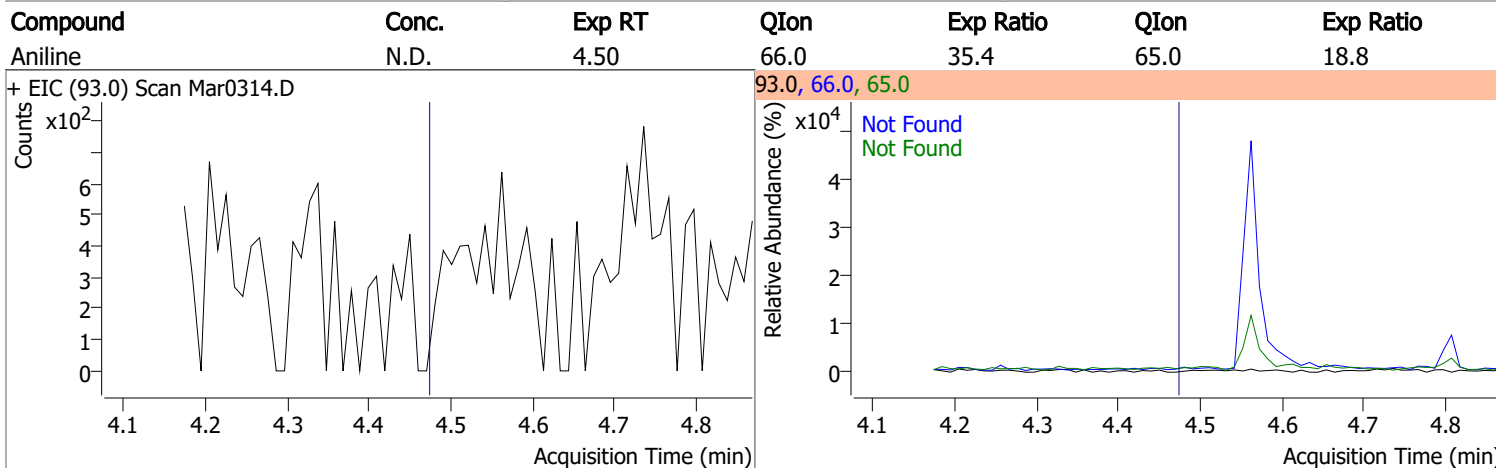 Compound Conc. Exp RT QIon Exp Ratio QIon Exp Ratio
Aniline N.D. 4.50 66.0 35.4 65.0 18.8
+ EIC (93.0) Scan Mar0314.D
Counts
x10²
6
5
4
3
2
1
0
4.1 4.2 4.3 4.4 4.5 4.6 4.7 4.8
Acquisition Time (min)
93.0, 66.0, 65.0
Relative Abundance (%)
x10⁴
Not Found
Not Found
4
3
2
1
0
4.1 4.2 4.3 4.4 4.5 4.6 4.7 4.8
Acquisition Time (min)